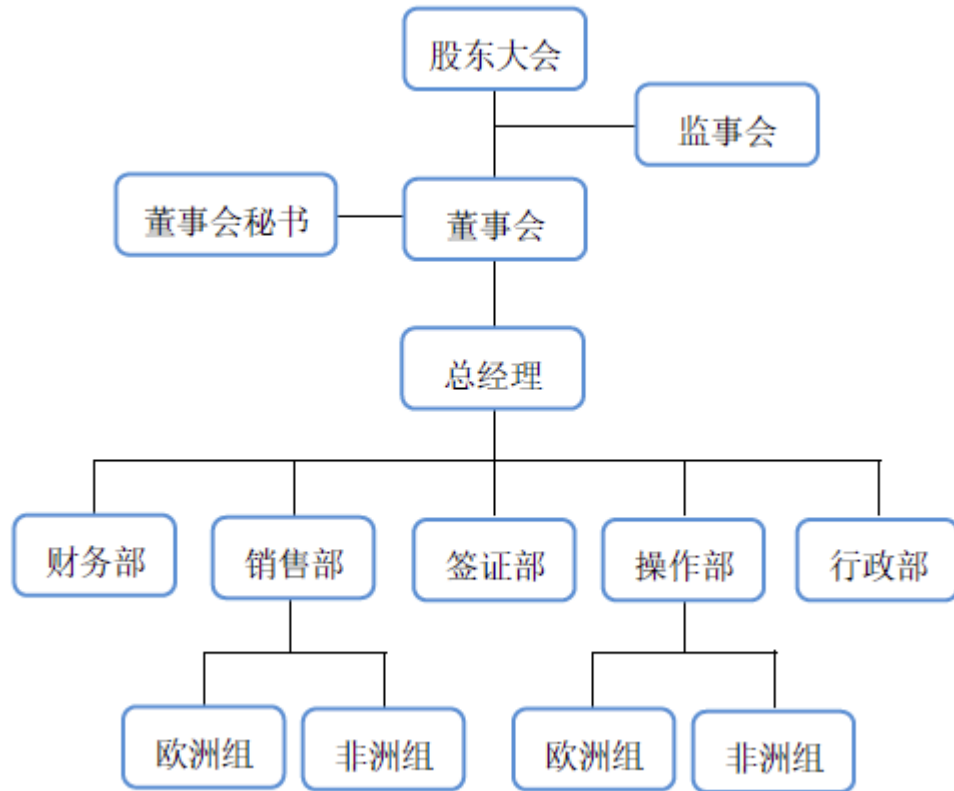 股东大会
监事会
董事会秘书
董事会
总经理
财务部
销售部
签证部
操作部
行政部
欧洲组
非洲组
欧洲组
非洲组